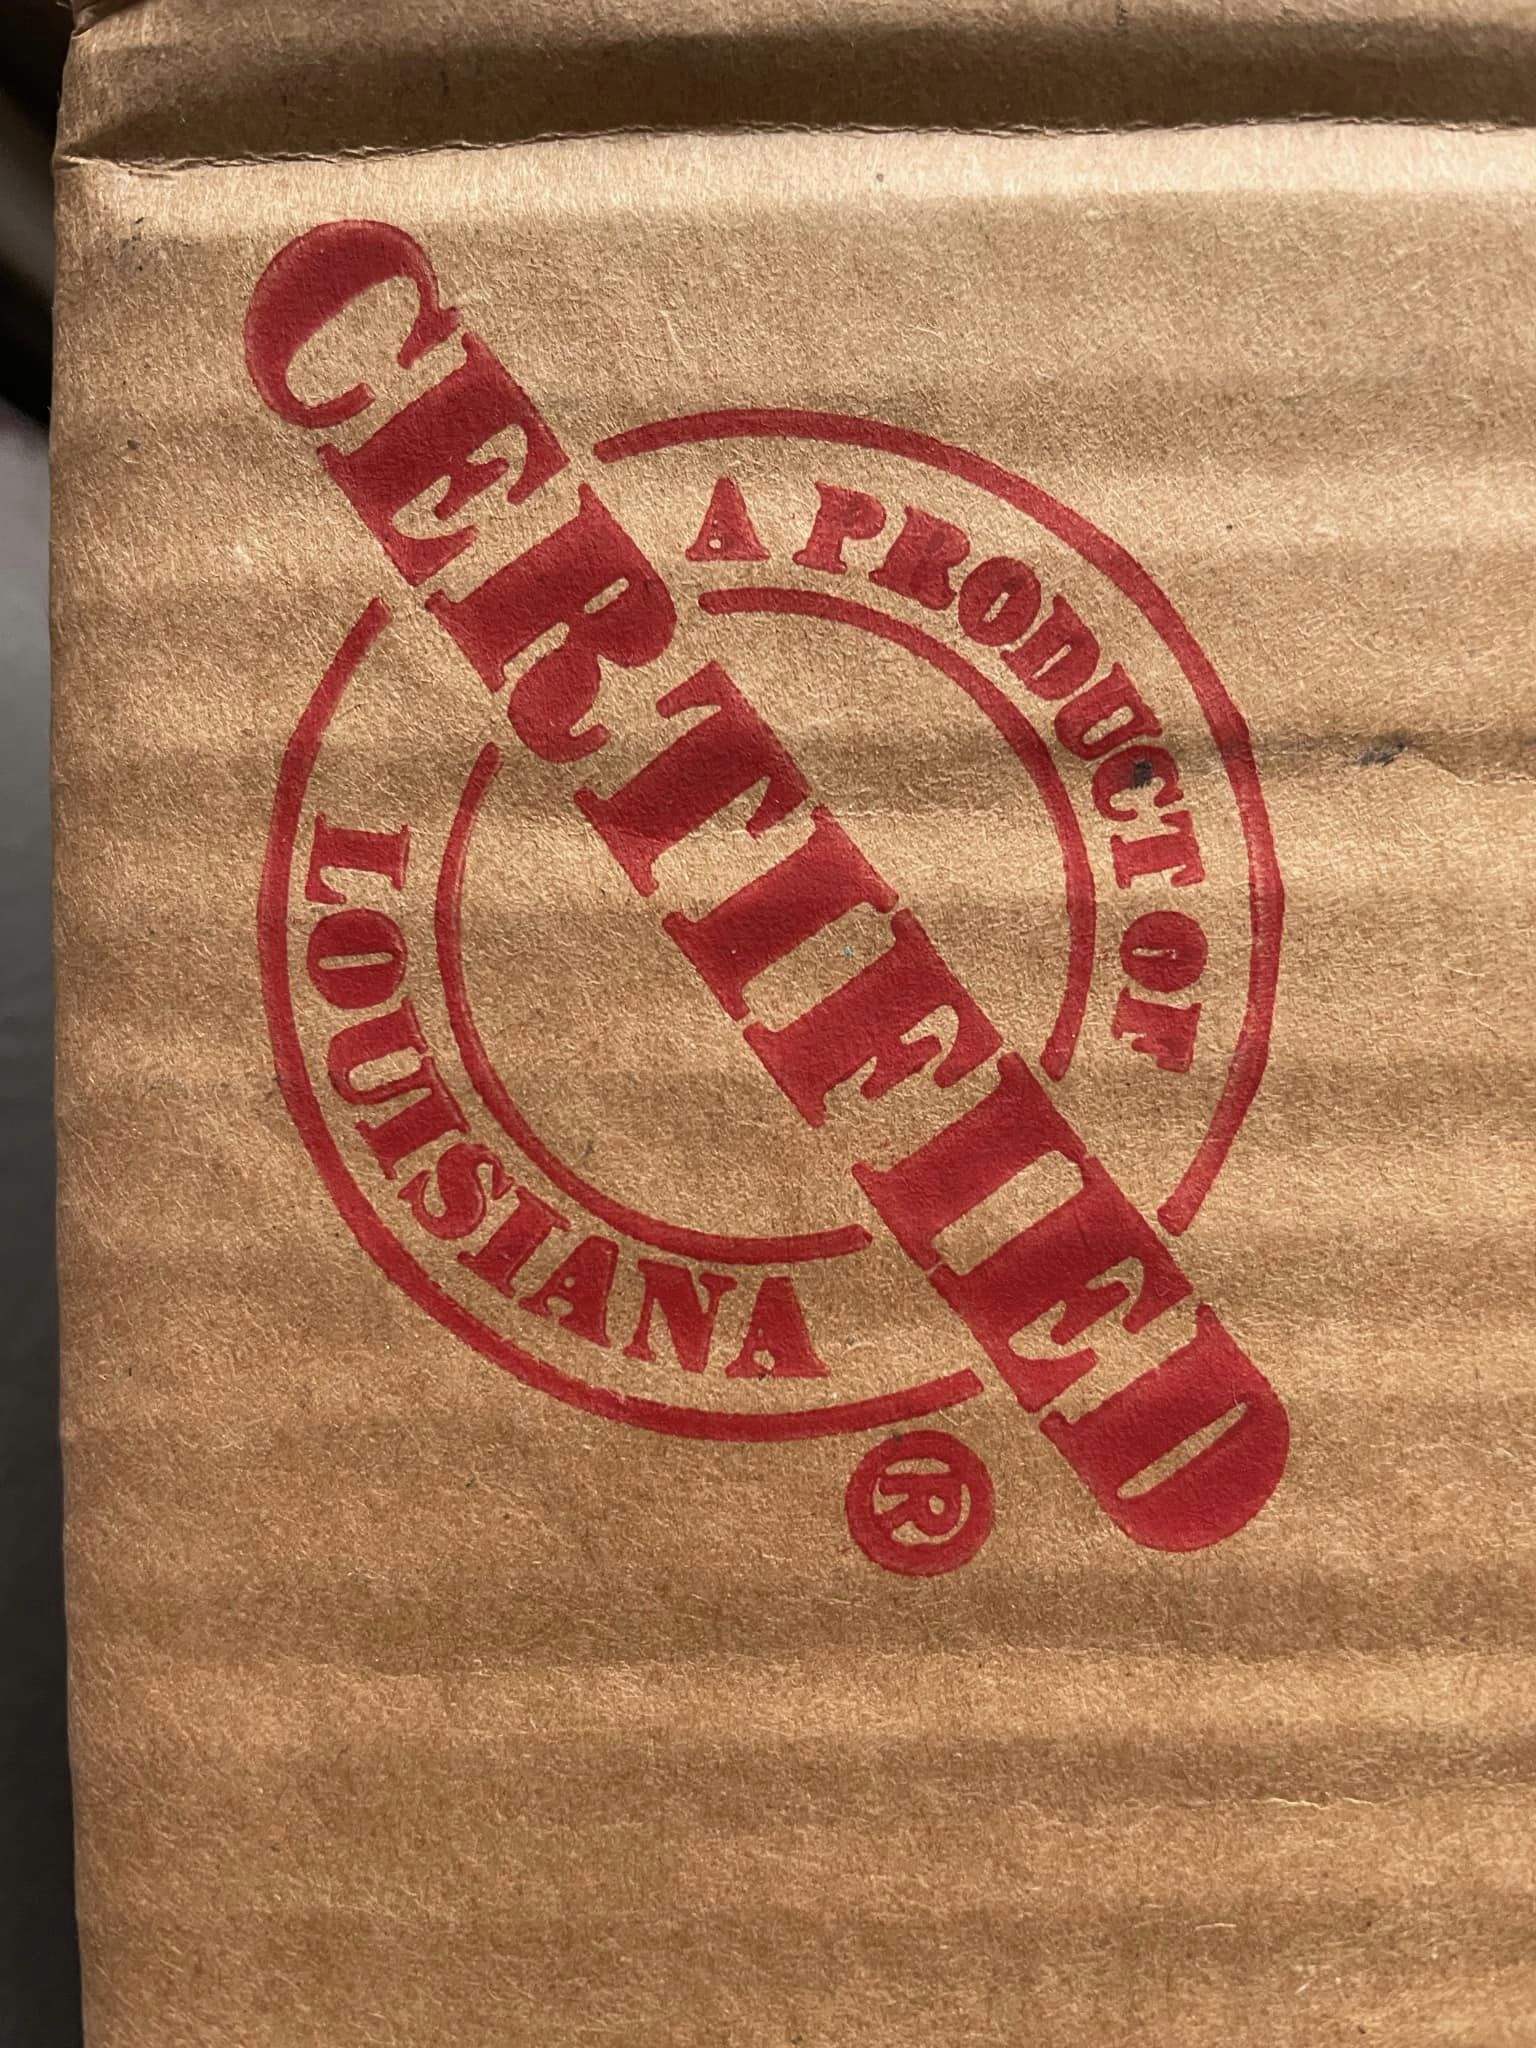 CERTIFIED
A PRODUCT OF
LOUISIANA
®